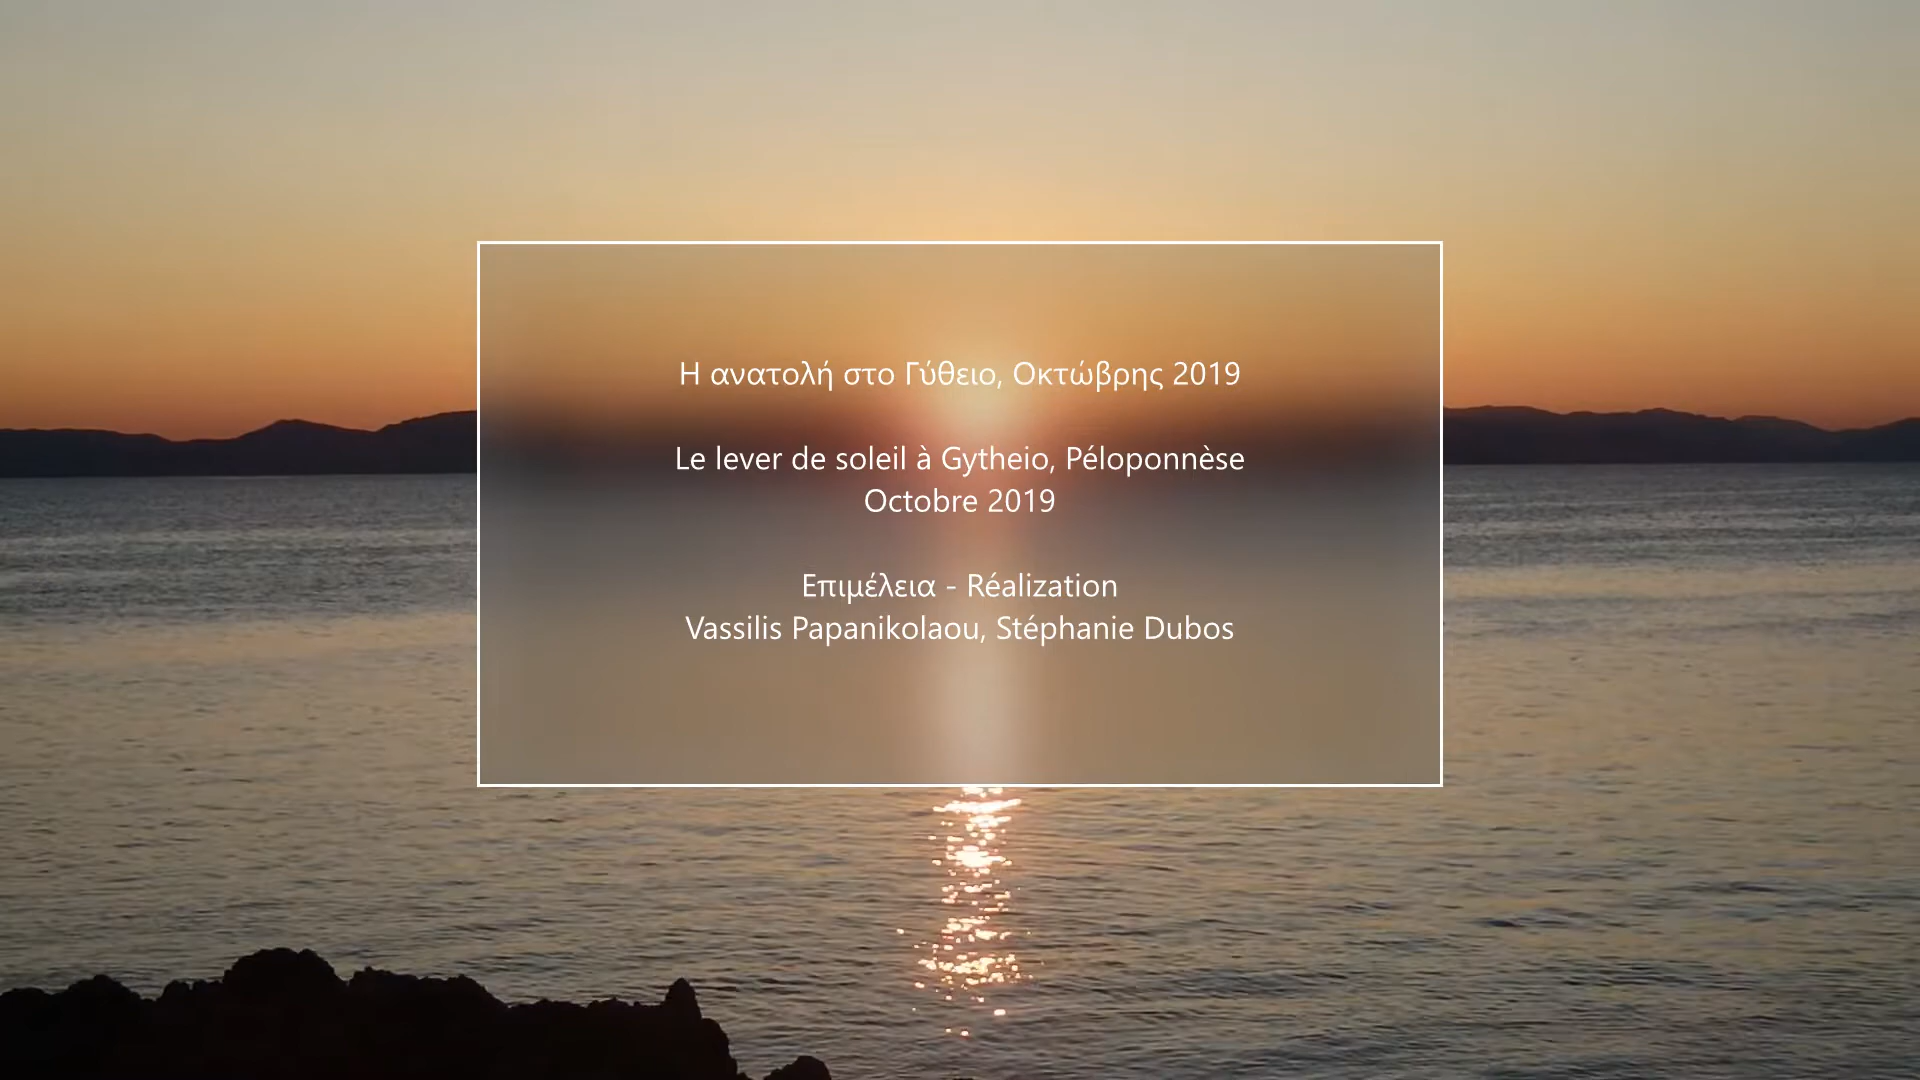 Η ανατολή στο Γύθειο, Οκτώβρης 2019
Le lever de soleil à Gytheio, Péloponnèse
Octobre 2019
Επιμέλεια - Réalization
Vassilis Papanikolaou, Stéphanie Dubos